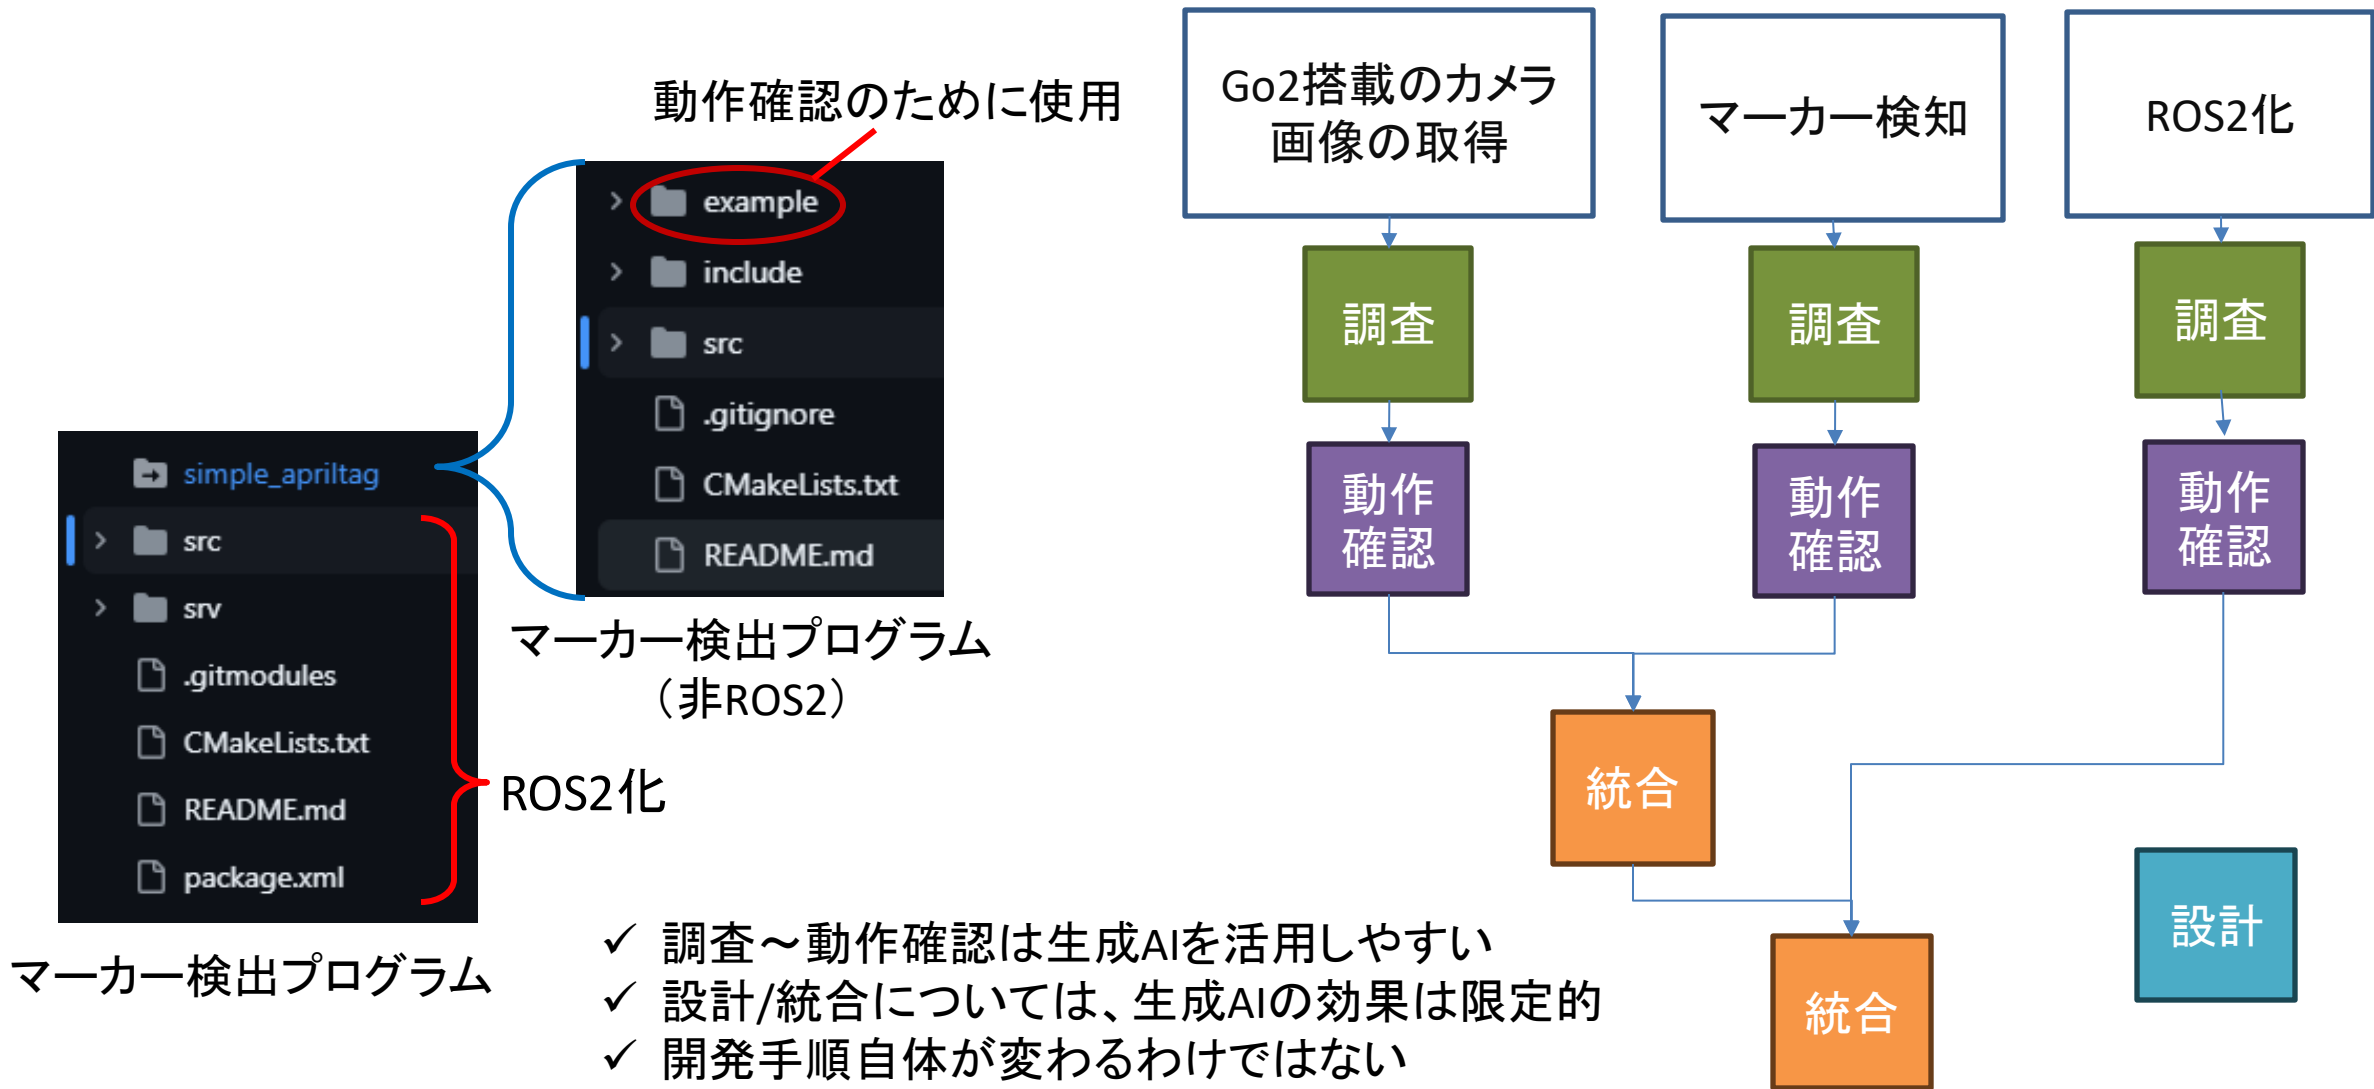 動作確認のために使用
example
include
src
.gitignore
CMakeLists.txt
README.md
マーカー検出プログラム
（非ROS2）
simple_apriltag
src
srv
.gitmodules
CMakeLists.txt
README.md
package.xml
ROS2化
マーカー検出プログラム
Go2搭載のカメラ
画像の取得
マーカー検知
ROS2化
調査
調査
調査
動作
確認
動作
確認
動作
確認
統合
統合
設計
✓ 調査～動作確認は生成AIを活用しやすい
✓ 設計/統合については、生成AIの効果は限定的
✓ 開発手順自体が変わるわけではない